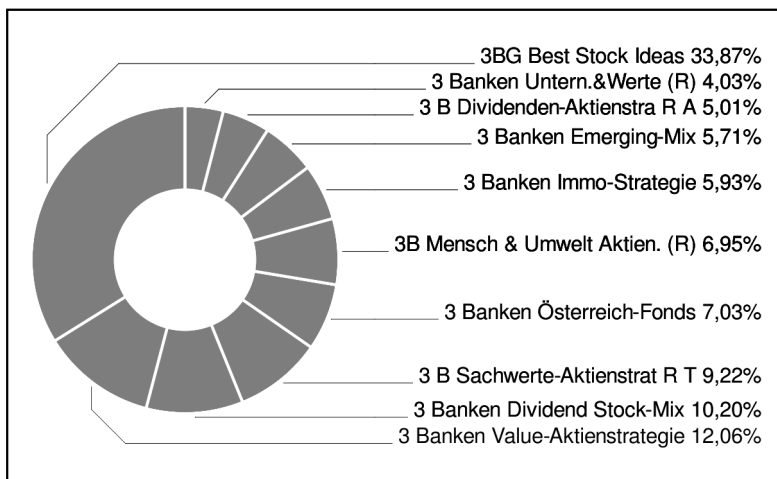 3BG Best Stock Ideas 33,87%
3 Banken Untern.&Werte (R) 4,03%
3 B Dividenden-Aktienstra R A 5,01%
3 Banken Emerging-Mix 5,71%
3 Banken Immo-Strategie 5,93%
3B Mensch & Umwelt Aktien. (R) 6,95%
3 Banken Österreich-Fonds 7,03%
3 B Sachwerte-Aktienstrat R T 9,22%
3 Banken Dividend Stock-Mix 10,20%
3 Banken Value-Aktienstrategie 12,06%